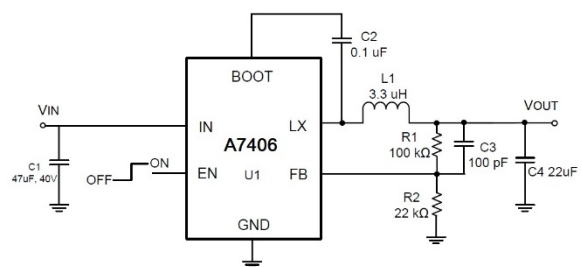 C2
0.1 uF
BOOT
L1
3.3 uH
VIN
VOUT
IN
LX
A7406
R1
100 kΩ
C3
100 pF
C1
47uF, 40V
ON
OFF
EN
U1
FB
C4 22uF
R2
22 kΩ
GND